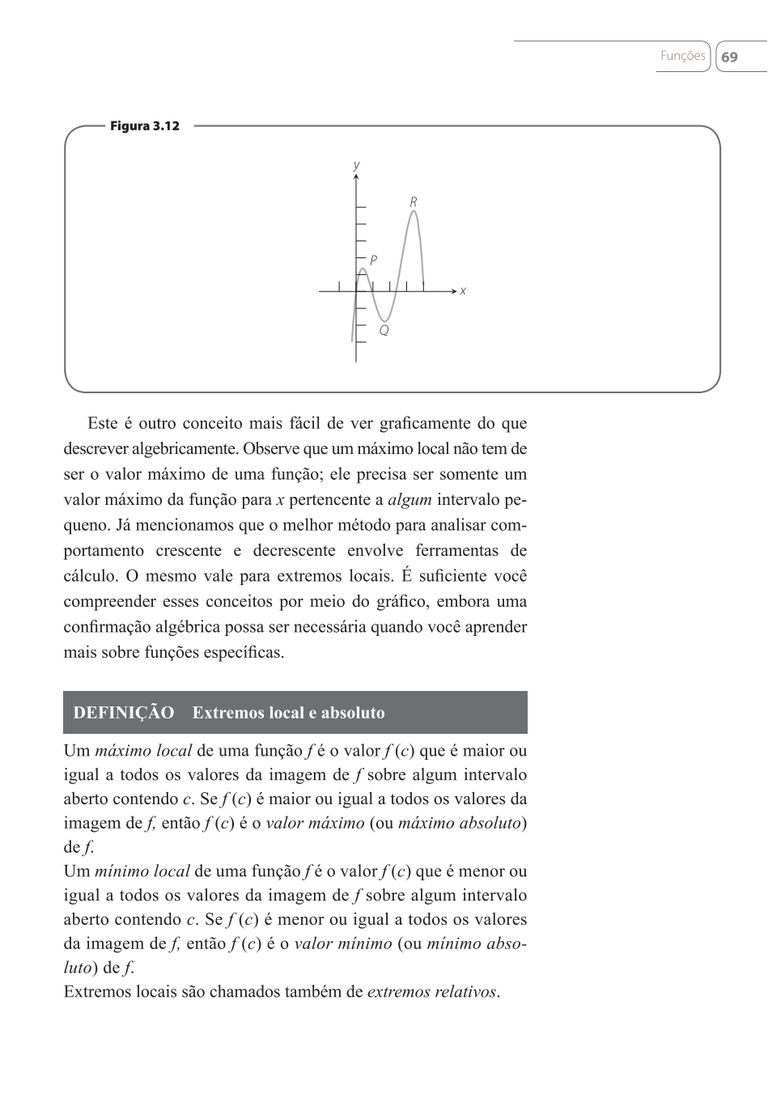 Funções 69
Figura 3.12
y
R
P
x
Q
Este é outro conceito mais fácil de ver graficamente do que
descrever algebricamente. Observe que um máximo local não tem de
ser o valor máximo de uma função; ele precisa ser somente um
valor máximo da função para x pertencente a algum intervalo pe-
queno. Já mencionamos que o melhor método para analisar com-
portamento crescente e decrescente envolve ferramentas de
cálculo. O mesmo vale para extremos locais. É suficiente você
compreender esses conceitos por meio do gráfico, embora uma
confirmação algébrica possa ser necessária quando você aprender
mais sobre funções específicas.
DEFINIÇÃO Extremos local e absoluto
Um máximo local de uma função f é o valor f (c) que é maior ou
igual a todos os valores da imagem de f sobre algum intervalo
aberto contendo c. Se f (c) é maior ou igual a todos os valores da
imagem de f, então f (c) é o valor máximo (ou máximo absoluto)
de f.
Um mínimo local de uma função f é o valor f (c) que é menor ou
igual a todos os valores da imagem de f sobre algum intervalo
aberto contendo c. Se f (c) é menor ou igual a todos os valores
da imagem de f, então f (c) é o valor mínimo (ou mínimo abso-
luto) de f.
Extremos locais são chamados também de extremos relativos.